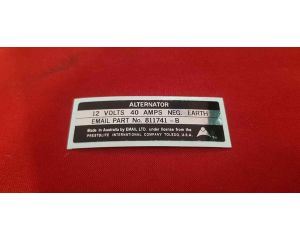 ALTERNATOR
12 VOLTS 40 AMPS NEG. EARTH
EMAIL PART No. 811741-B
Made in Australia by EMAIL LTD. under license from the
PRESTOLITE INTERNATIONAL COMPANY TOLEDO, U.S.A.